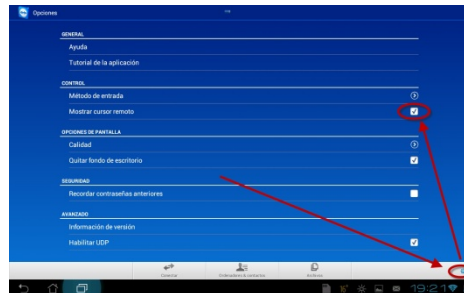 Opciones
GENERAL
Ayuda
Tutorial de la aplicación
CONTROL
Método de entrada
Mostrar cursor remoto
OPCIONES DE PANTALLA
Calidad
Quitar fondo de escritorio
SEGURIDAD
Recordar contraseñas anteriores
AVANZADO
Información de versión
Habilitar UDP
Conectar
Ordenadores & contactos
Archivos
19:21